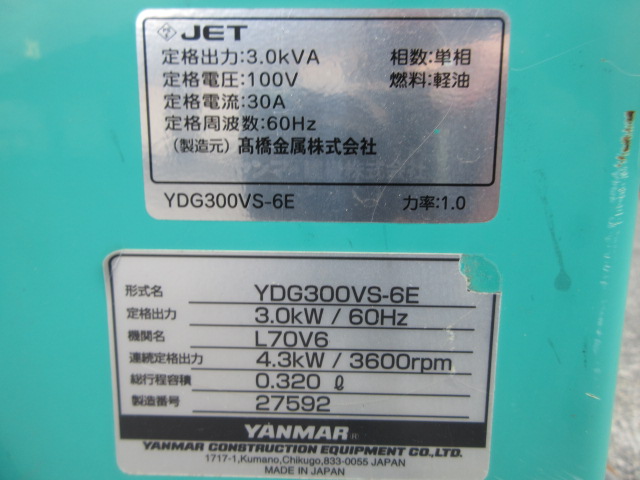 JET
定格出力:3.0kVA 相数:単相
定格電圧:100V 燃料:軽油
定格電流:30A
定格周波数:60Hz
(製造元) 髙橋金属株式会社
YDG300VS-6E 力率:1.0
形式名 YDG300VS-6E
定格出力 3.0kW / 60Hz
機関名 L70V6
連続定格出力 4.3kW / 3600rpm
総行程容積 0.320 ℓ
製造番号 27592
YANMAR
YANMAR CONSTRUCTION EQUIPMENT CO.,LTD.
1717-1,Kumano,Chikugo,833-0055 JAPAN
MADE IN JAPAN